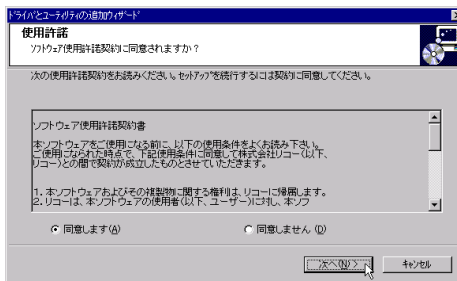 ﾄﾞﾗｲﾊﾞとﾕｰﾃｨﾘﾃｨの追加ｳｨｻﾞｰﾄﾞ
使用許諾
ｿﾌﾄｳｪｱ使用許諾契約に同意されますか？
次の使用許諾契約をお読みください。ｾｯﾄｱｯﾌﾟを続行するには契約に同意してください。
ソフトウェア使用許諾契約書
本ソフトウェアをご使用になる前に、以下の使用条件をよくお読み下さい。
ご使用になられた時点で、下記使用条件に同意して株式会社リコー（以下、
リコー）との間で契約が成立したものとさせていただきます。
1. 本ソフトウェアおよびその複製物に関する権利は、リコーに帰属します。
2. リコーは、本ソフトウェアの使用者（以下、ユーザー）に対し、本ソフ
同意します(A)
同意しません (D)
次へ(N) >
ｷｬﾝｾﾙ